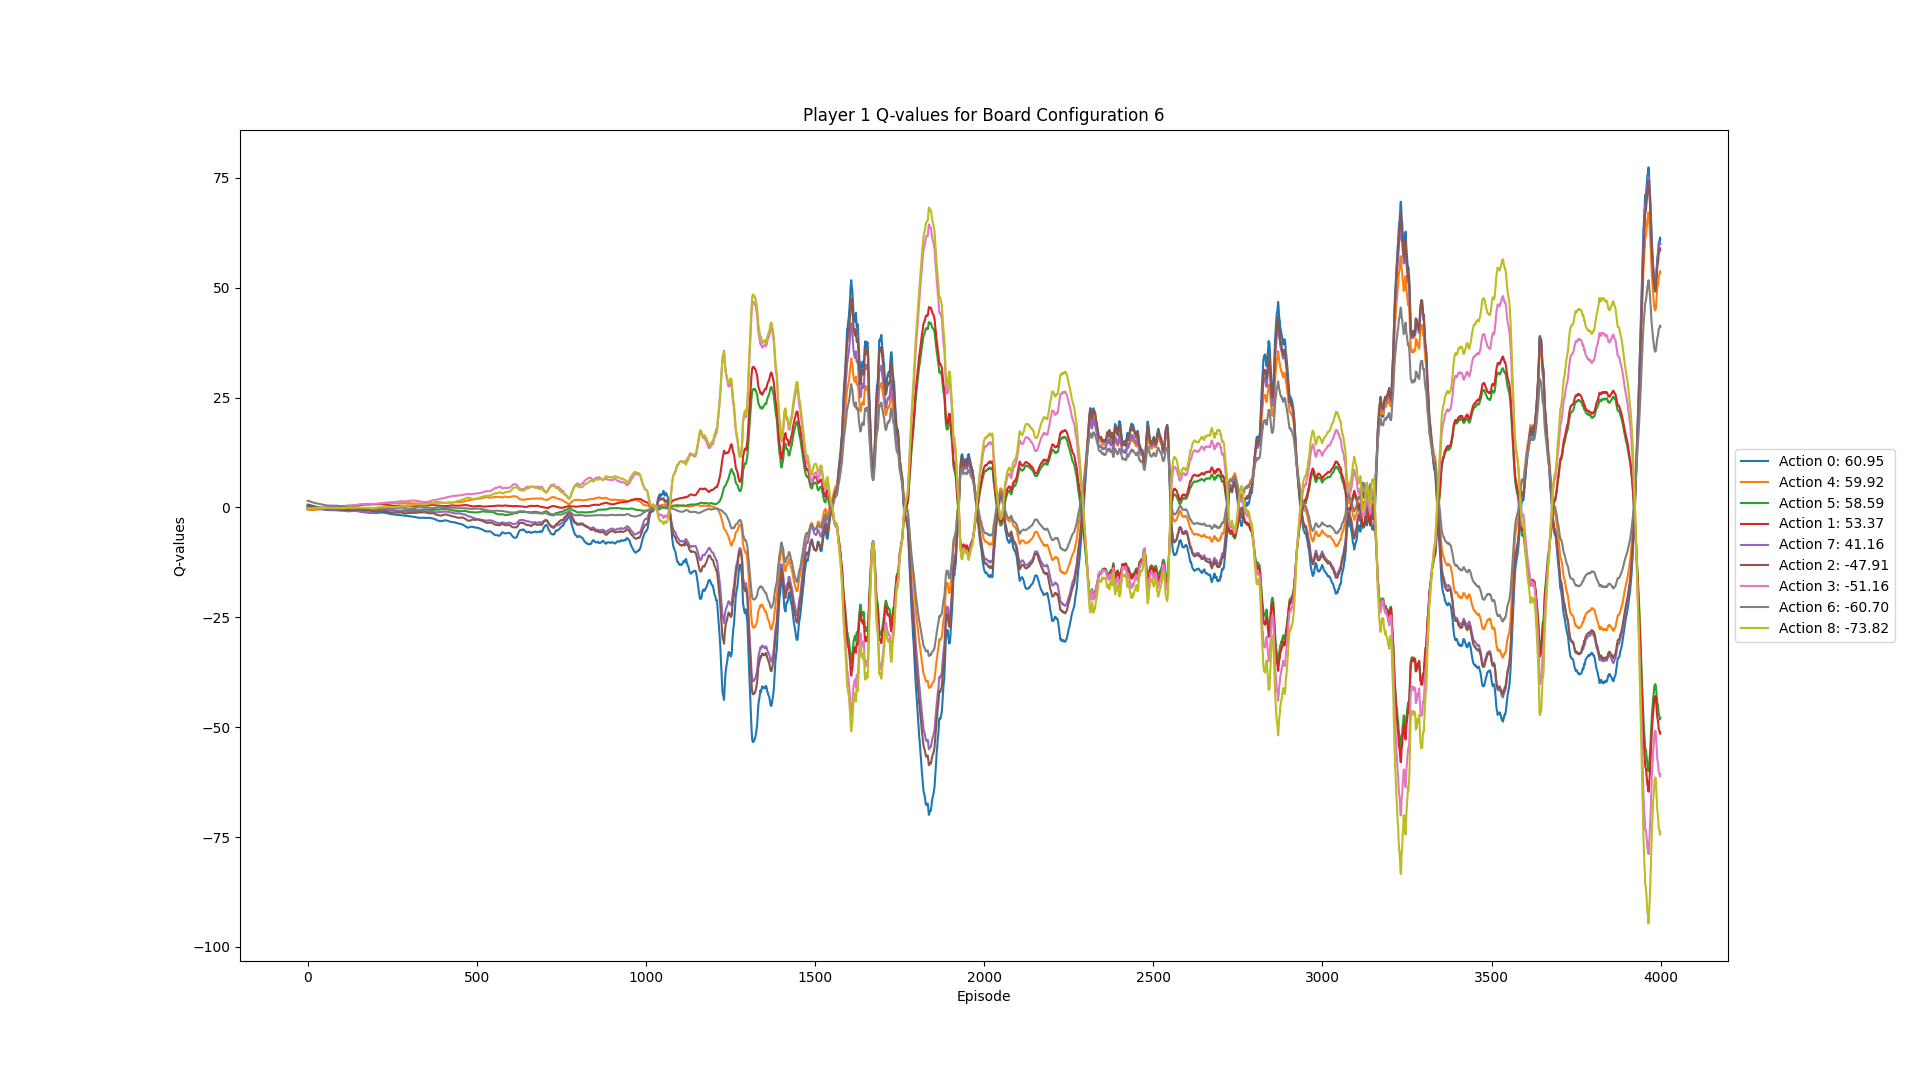 Player 1 Q-values for Board Configuration 6
75
50
25
0
−25
−50
−75
−100
Q-values
0
500
1000
1500
2000
2500
3000
3500
4000
Episode
Action 0: 60.95
Action 4: 59.92
Action 5: 58.59
Action 1: 53.37
Action 7: 41.16
Action 2: -47.91
Action 3: -51.16
Action 6: -60.70
Action 8: -73.82